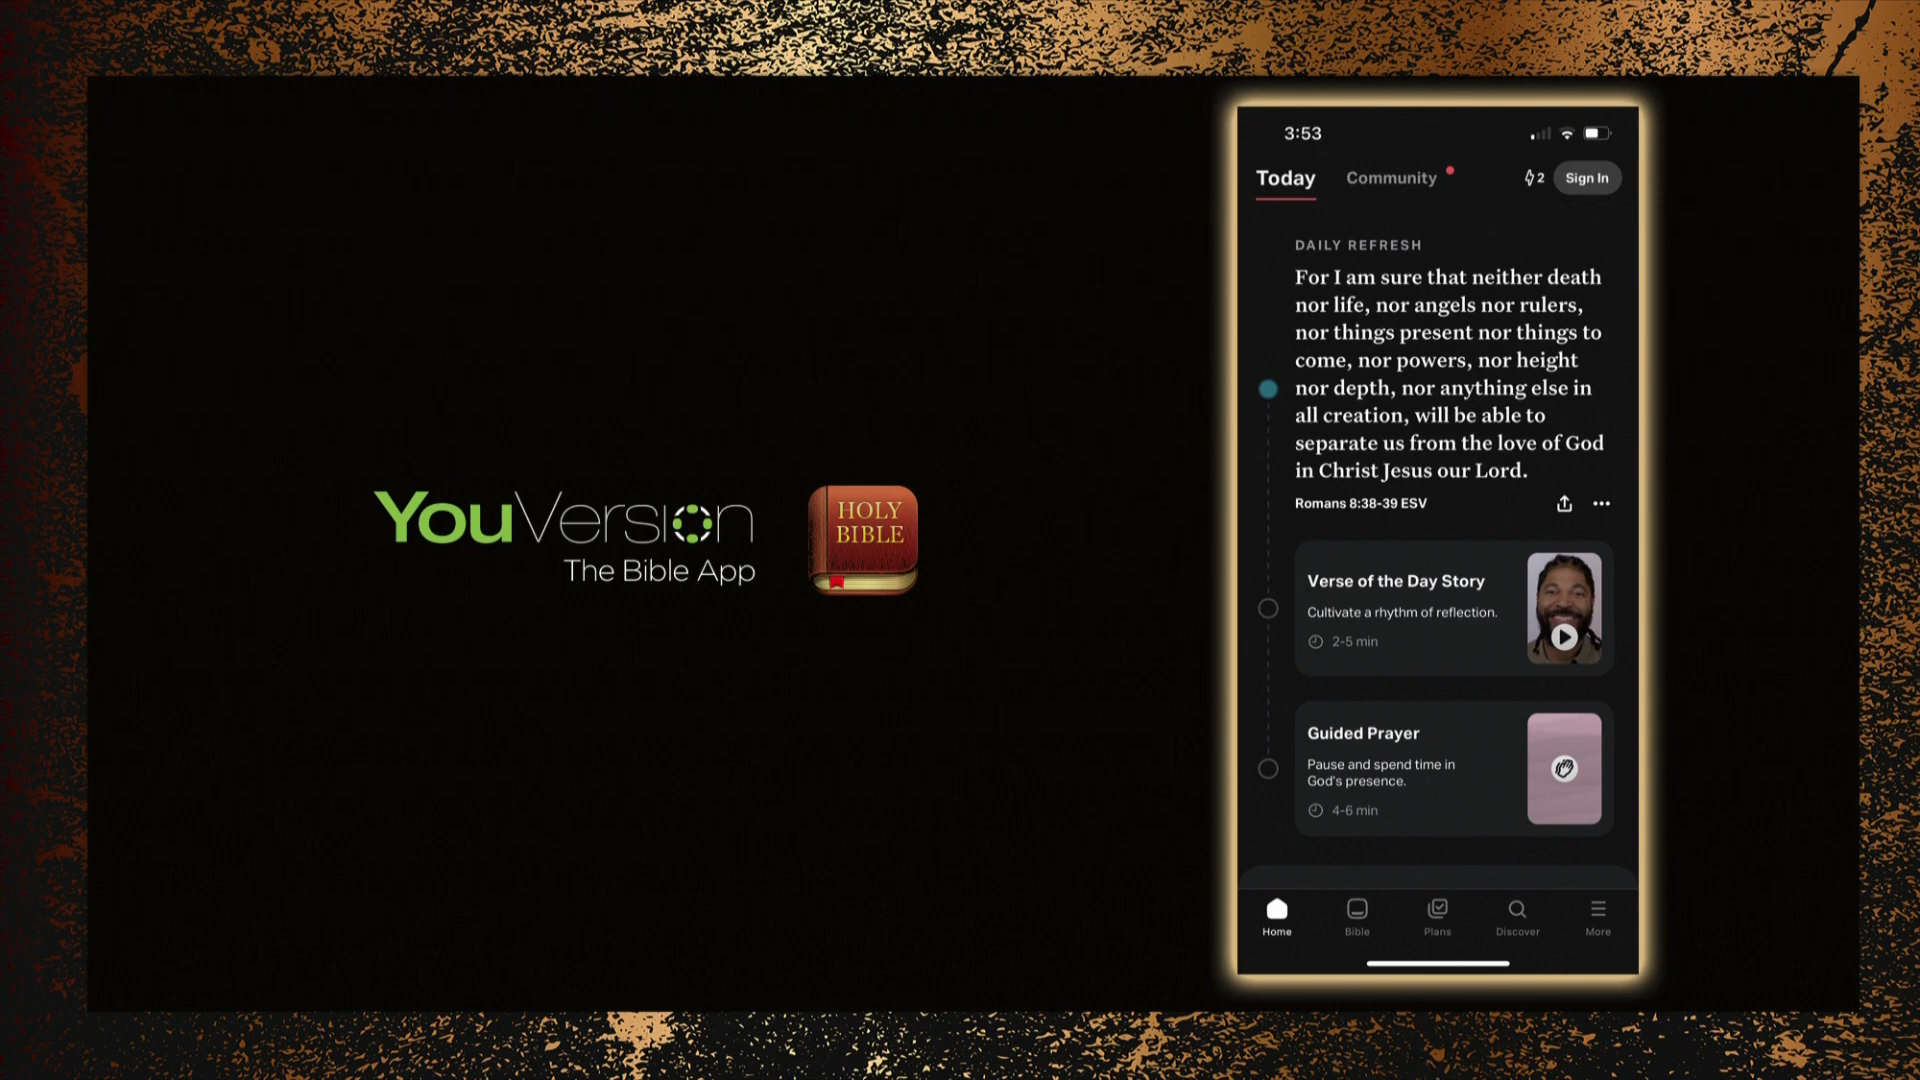 YouVersion
The Bible App
HOLY
BIBLE
3:53
Today
Community
2
Sign In
DAILY REFRESH
For I am sure that neither death
nor life, nor angels nor rulers,
nor things present nor things to
come, nor powers, nor height
nor depth, nor anything else in
all creation, will be able to
separate us from the love of God
in Christ Jesus our Lord.
Romans 8:38-39 ESV
Verse of the Day Story
Cultivate a rhythm of reflection.
2-5 min
Guided Prayer
Pause and spend time in
God's presence.
4-6 min
Home
Bible
Plans
Discover
More